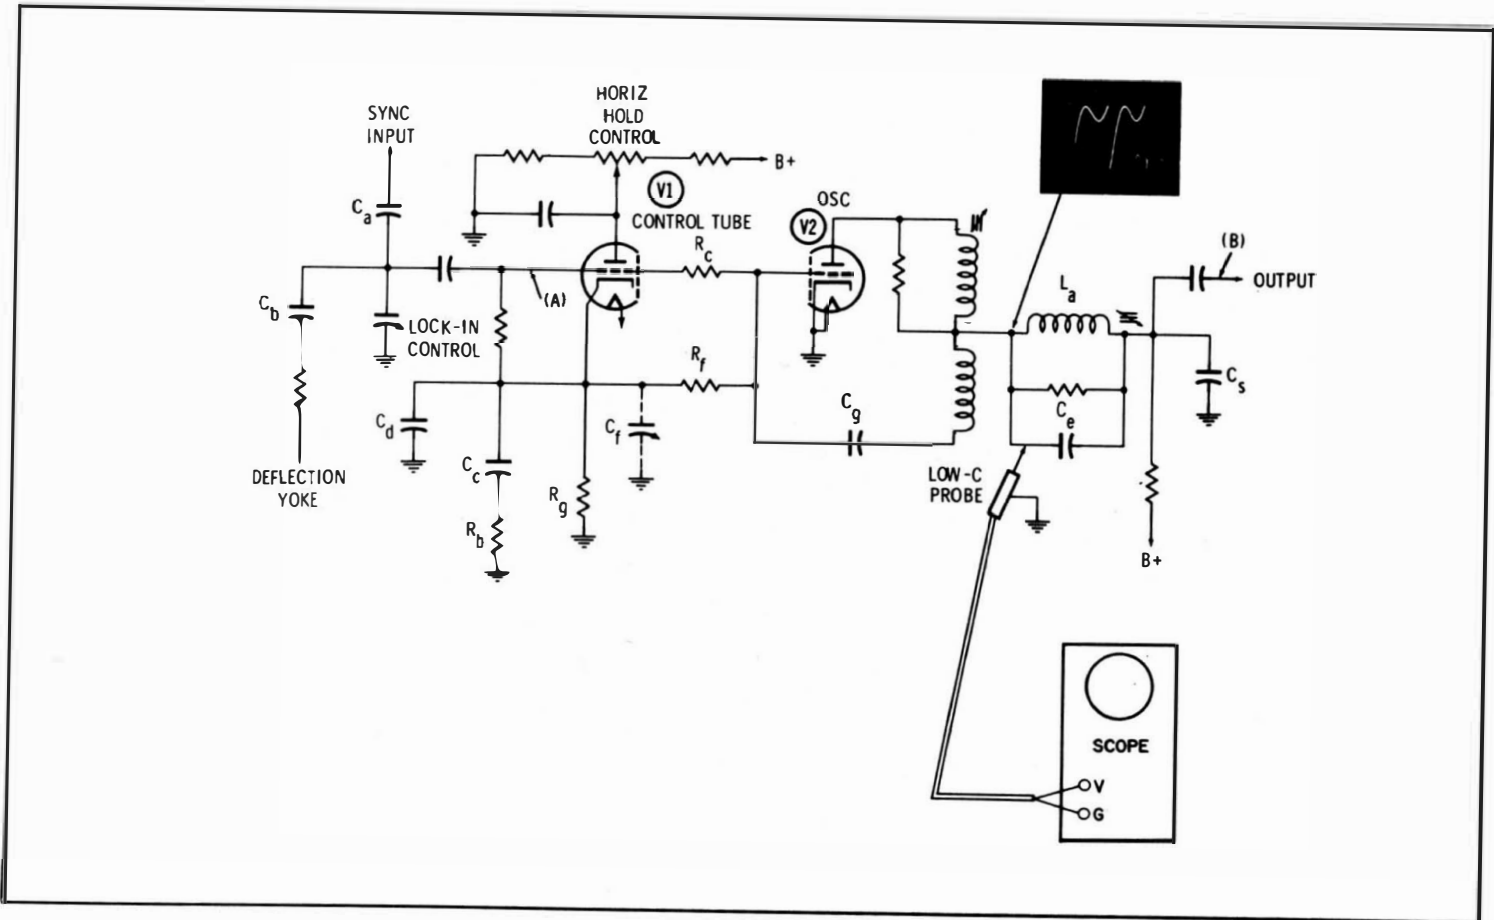 HORIZ
HOLD
CONTROL
SYNC
INPUT
B+
V1
CONTROL TUBE
OSC
V2
Ca
Rc
(B)
OUTPUT
La
(A)
Cb
LOCK-IN
CONTROL
Rf
Cs
Cd
Cg
Ce
Cf
Cc
LOW-C
PROBE
DEFLECTION
YOKE
Rg
Rb
B+
SCOPE
V
G